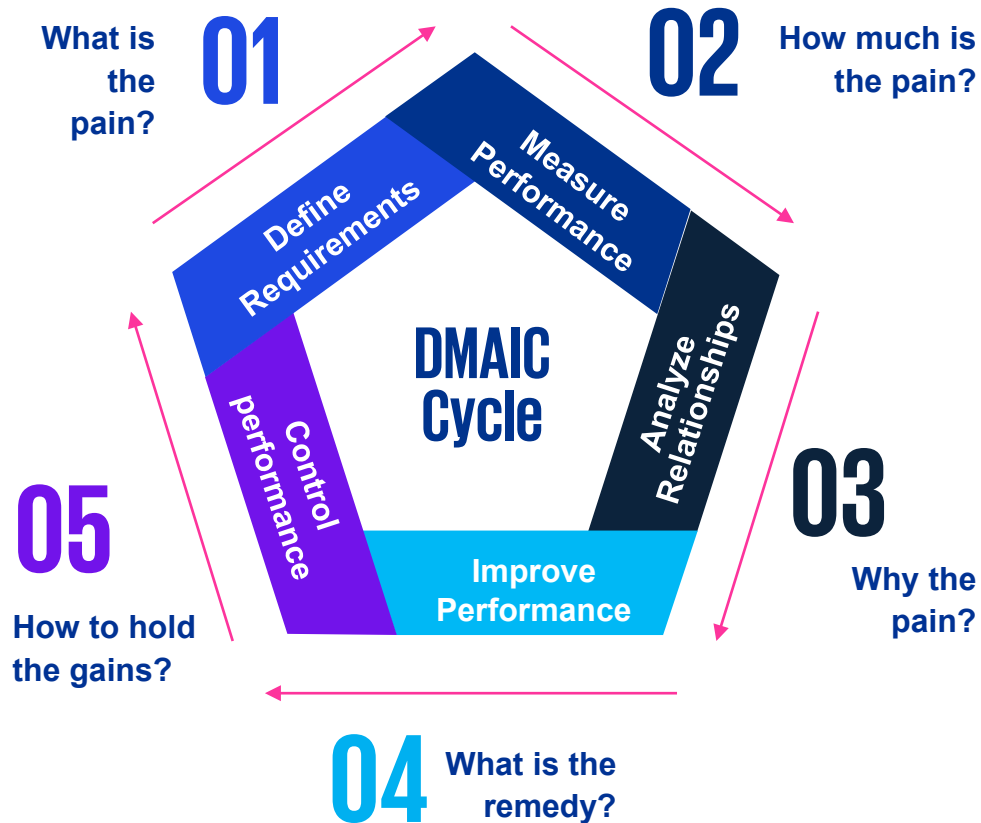 What is
the
pain?
01
02
How much is
the pain?
Define
Requirements
Measure
Performance
DMAIC
Cycle
Analyze
Relationships
03
Why the
pain?
Improve
Performance
04
What is the
remedy?
Control
performance
05
How to hold
the gains?